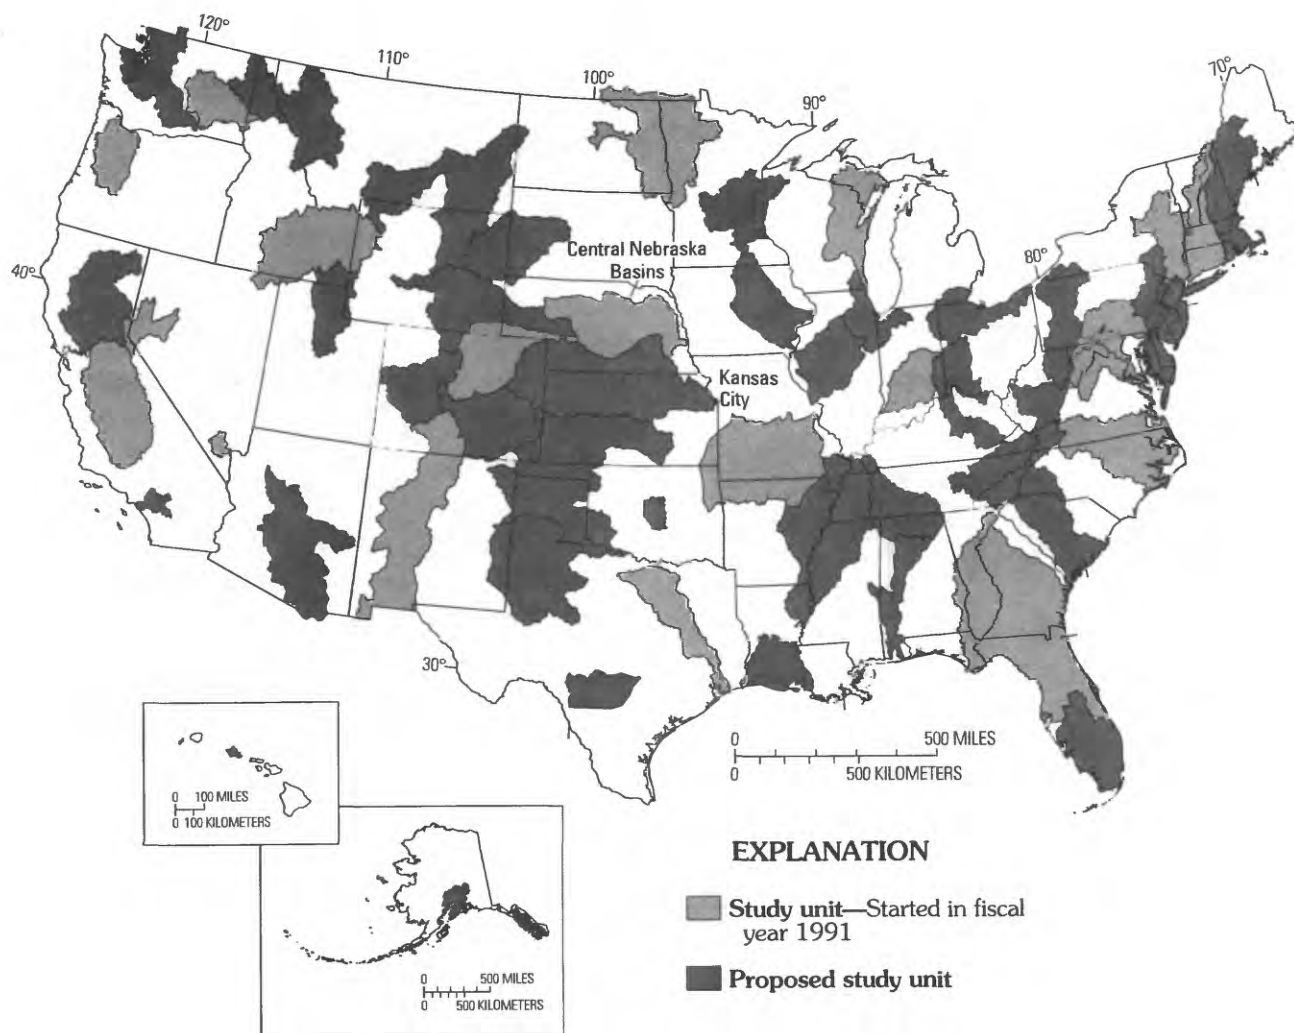 120°
110°
100°
90°
70°
80°
40°
30°
Central Nebraska
Basins
Kansas
City
0 500 MILES
0 500 KILOMETERS
0 100 MILES
0 100 KILOMETERS
0 500 MILES
0 500 KILOMETERS
EXPLANATION
Study unit—Started in fiscal
year 1991
Proposed study unit